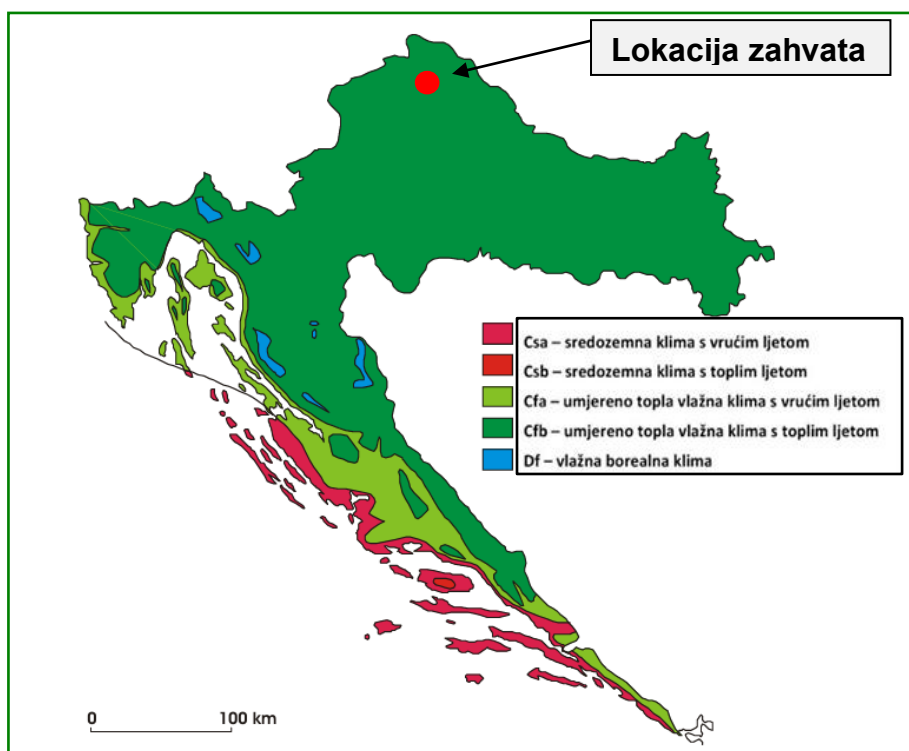 Lokacija zahvata
Csa – sredozemna klima s vrućim ljetom
Csb – sredozemna klima s toplim ljetom
Cfa – umjereno topla vlažna klima s vrućim ljetom
Cfb – umjereno topla vlažna klima s toplim ljetom
Df – vlažna borealna klima
0 100 km